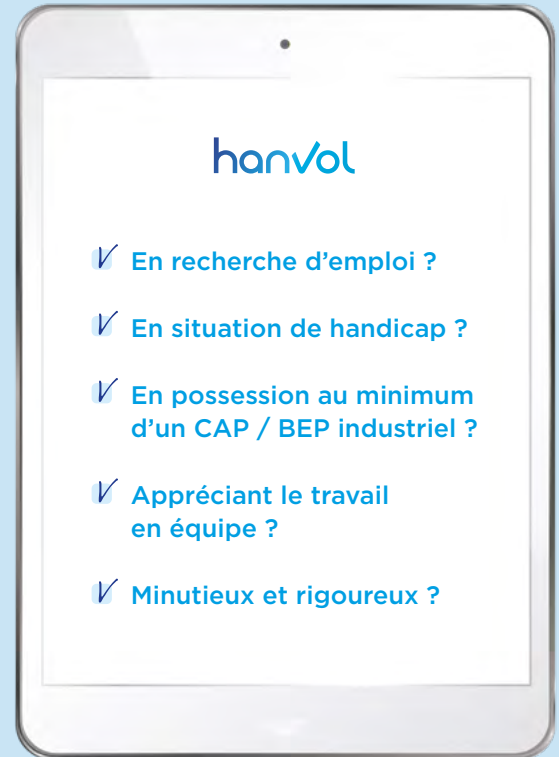 hanvol
En recherche d'emploi ?
En situation de handicap ?
En possession au minimum
d'un CAP / BEP industriel ?
Appréciant le travail
en équipe ?
Minutieux et rigoureux ?